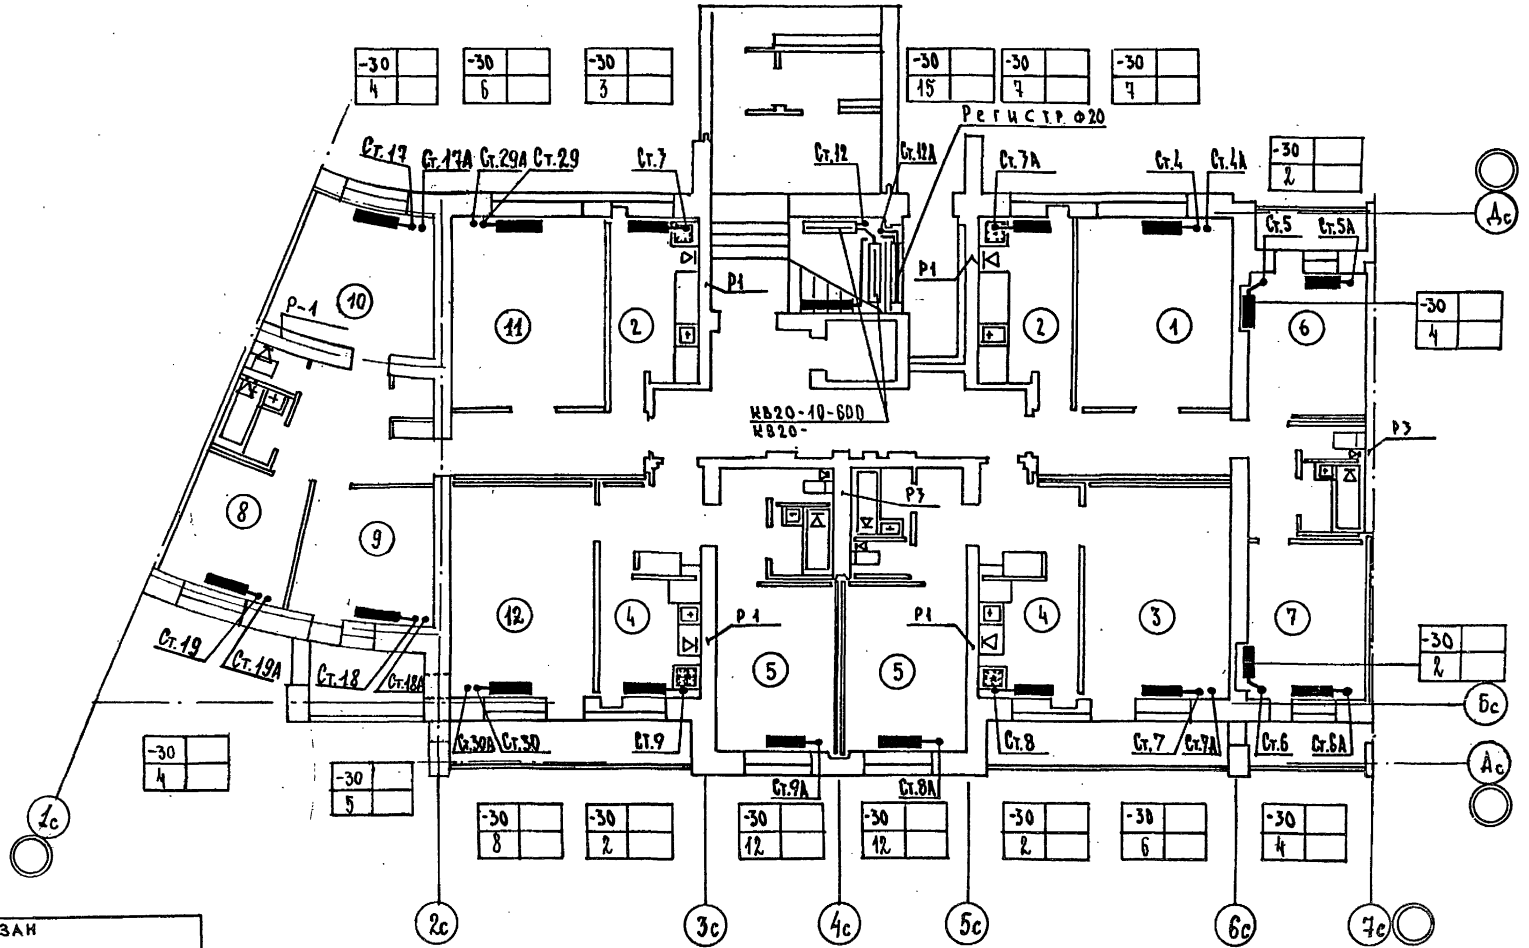 -30
4
-30
6
-30
3
-30
15
-30
7
-30
7
Регистр. Ф20
-30
2
Ст.17
Ст.17А
Ст.29А
Ст.29
Ст.3
Ст.12
Ст.12А
Ст.3А
Ст.4
Ст.4А
Дс
Ст.5
Ст.5А
Р1
Р1
10
Р-1
11
2
2
1
6
-30
4
КВ20-10-600
КВ20-
Р3
Р3
8
9
12
4
Р1
Р1
4
3
7
5
5
-30
2
Ст.19
Ст.19А
Ст.18
Ст.18А
Бс
Ст.30А
Ст.30
Ст.9
Ст.8
Ст.7
Ст.7А
Ст.6
Ст.6А
-30
4
-30
5
Ас
Ст.9А
Ст.8А
1с
-30
8
-30
2
-30
12
-30
12
-30
2
-30
6
-30
4
2с
3с
4с
5с
6с
7с
ЗАН